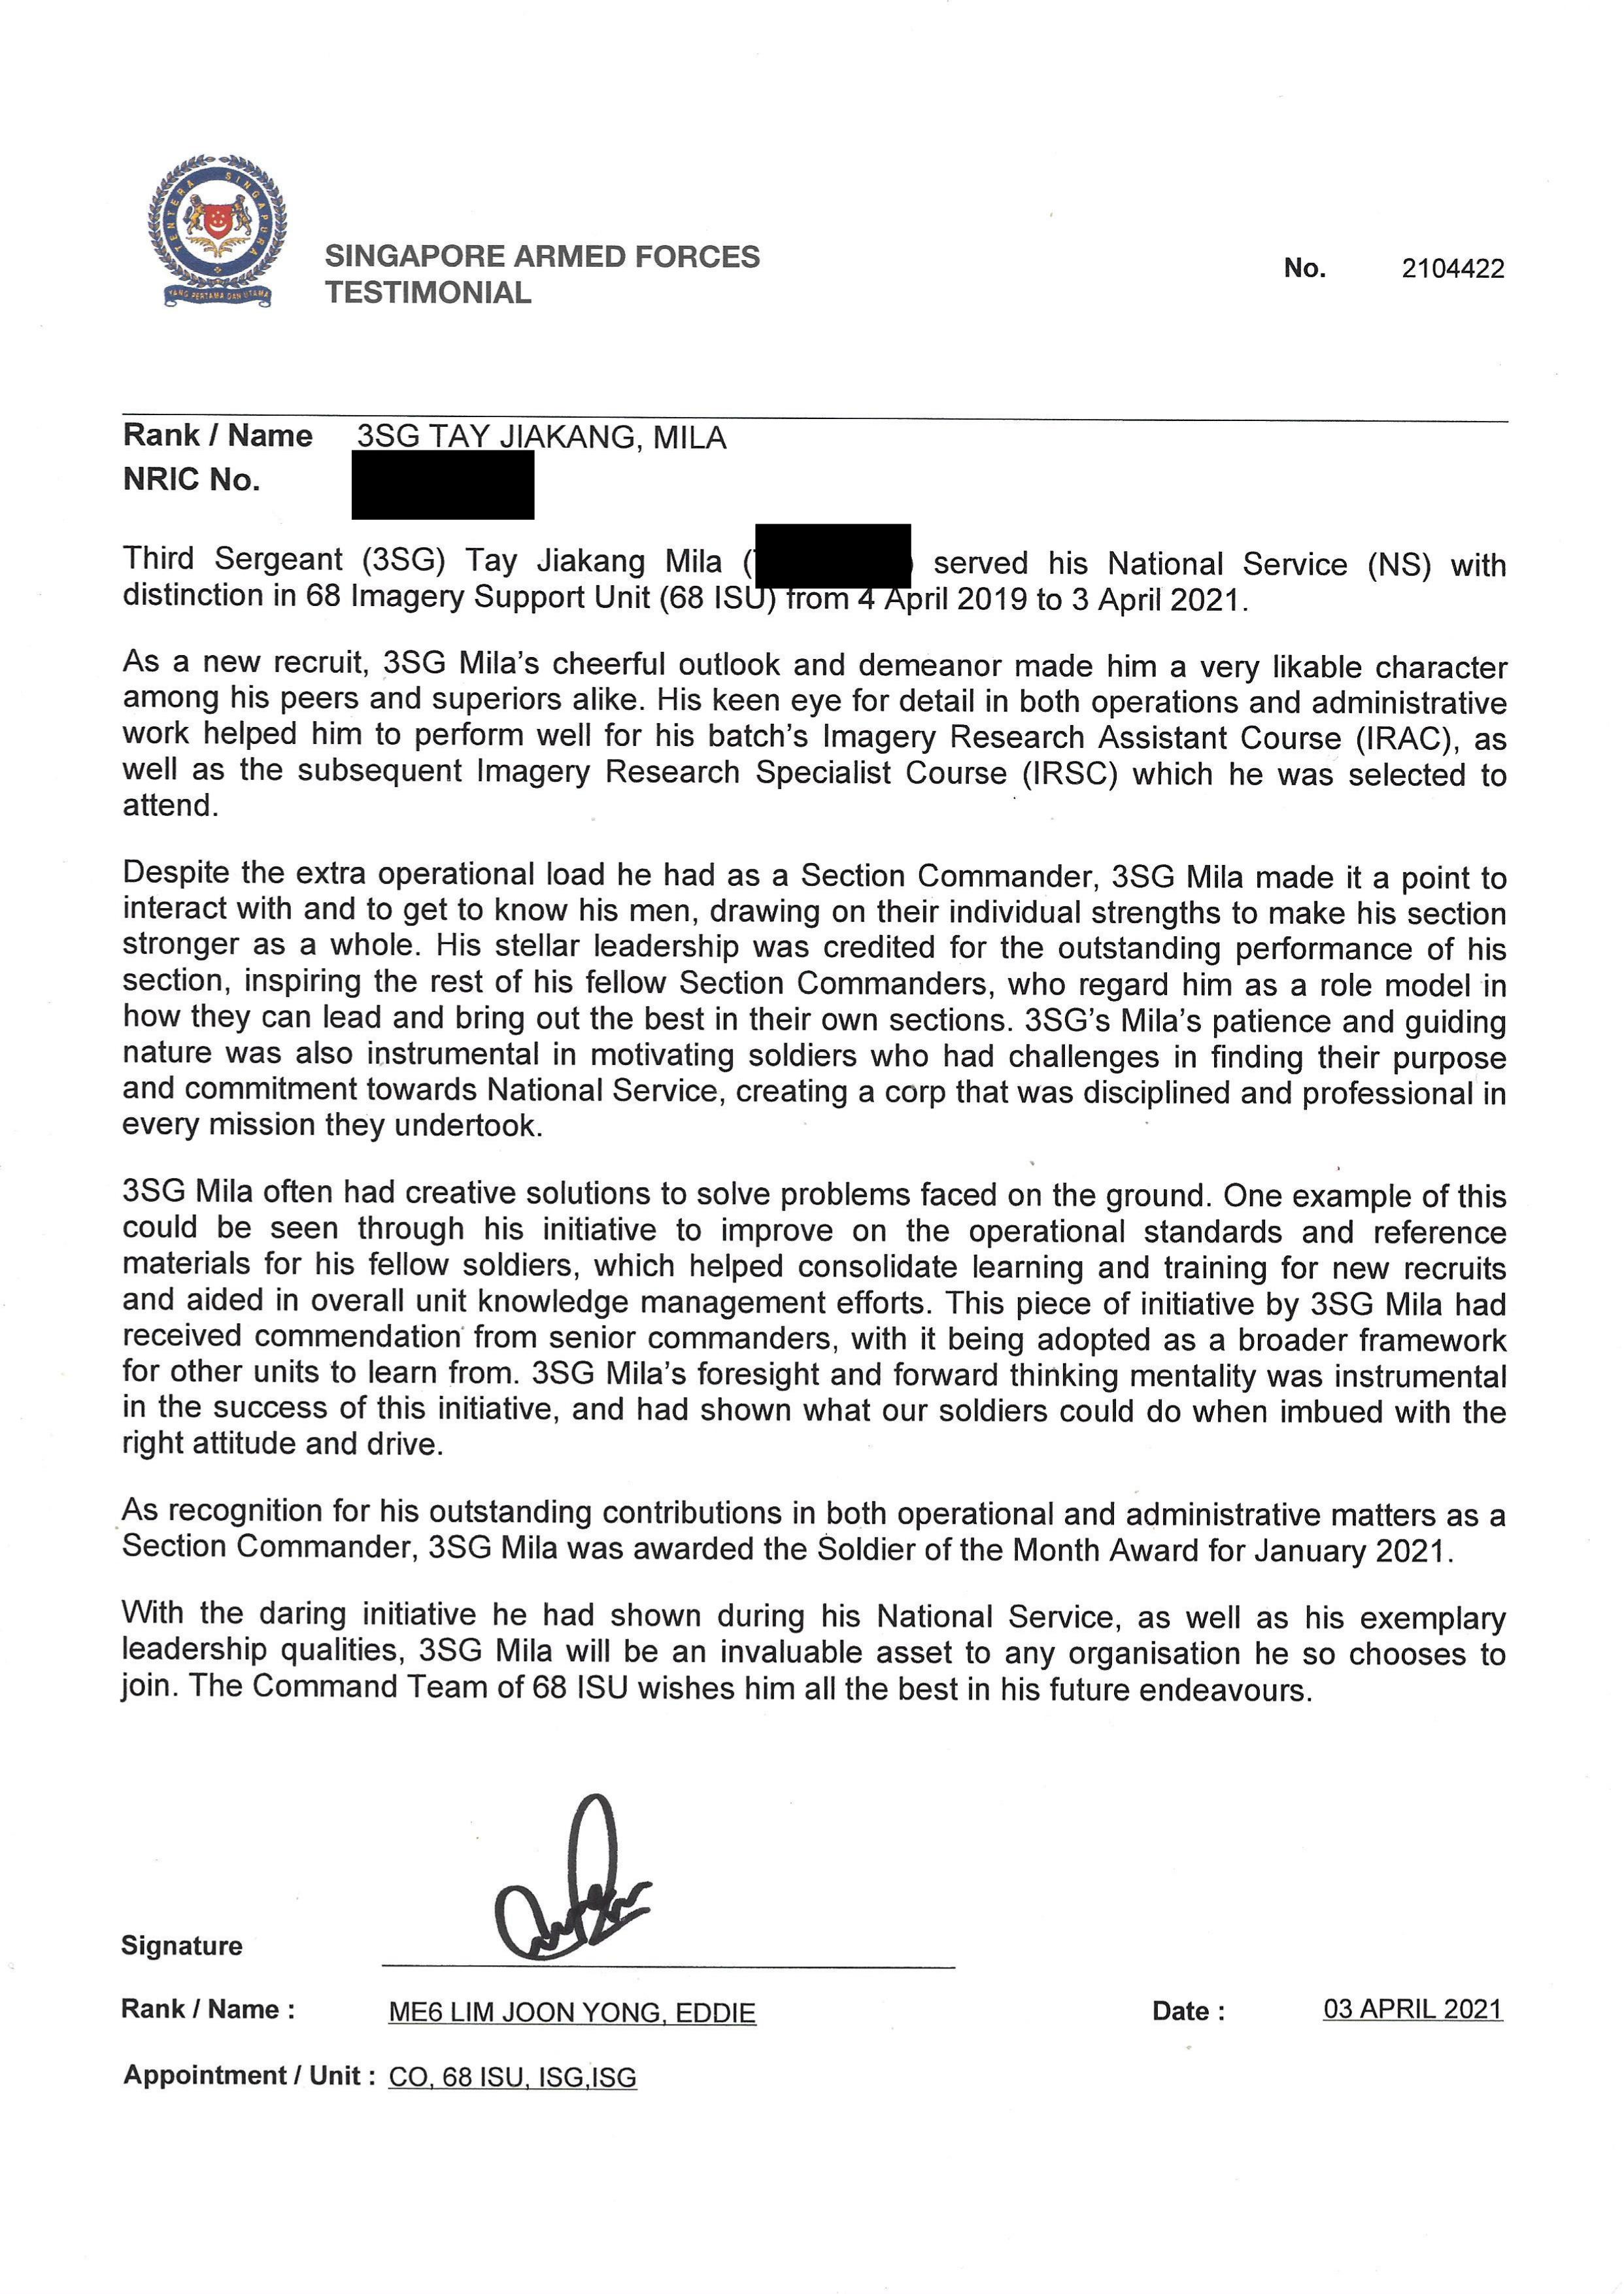 TENTERA SINGAPURA
YANG PERTAMA DAN UTAMA
SINGAPORE ARMED FORCES
TESTIMONIAL
No. 2104422
Rank / Name 3SG TAY JIAKANG, MILA
NRIC No.
Third Sergeant (3SG) Tay Jiakang Mila ( ) served his National Service (NS) with
distinction in 68 Imagery Support Unit (68 ISU) from 4 April 2019 to 3 April 2021.
As a new recruit, 3SG Mila's cheerful outlook and demeanor made him a very likable character
among his peers and superiors alike. His keen eye for detail in both operations and administrative
work helped him to perform well for his batch's Imagery Research Assistant Course (IRAC), as
well as the subsequent Imagery Research Specialist Course (IRSC) which he was selected to
attend.
Despite the extra operational load he had as a Section Commander, 3SG Mila made it a point to
interact with and to get to know his men, drawing on their individual strengths to make his section
stronger as a whole. His stellar leadership was credited for the outstanding performance of his
section, inspiring the rest of his fellow Section Commanders, who regard him as a role model in
how they can lead and bring out the best in their own sections. 3SG's Mila's patience and guiding
nature was also instrumental in motivating soldiers who had challenges in finding their purpose
and commitment towards National Service, creating a corp that was disciplined and professional in
every mission they undertook.
3SG Mila often had creative solutions to solve problems faced on the ground. One example of this
could be seen through his initiative to improve on the operational standards and reference
materials for his fellow soldiers, which helped consolidate learning and training for new recruits
and aided in overall unit knowledge management efforts. This piece of initiative by 3SG Mila had
received commendation from senior commanders, with it being adopted as a broader framework
for other units to learn from. 3SG Mila's foresight and forward thinking mentality was instrumental
in the success of this initiative, and had shown what our soldiers could do when imbued with the
right attitude and drive.
As recognition for his outstanding contributions in both operational and administrative matters as a
Section Commander, 3SG Mila was awarded the Soldier of the Month Award for January 2021.
With the daring initiative he had shown during his National Service, as well as his exemplary
leadership qualities, 3SG Mila will be an invaluable asset to any organisation he so chooses to
join. The Command Team of 68 ISU wishes him all the best in his future endeavours.
Signature
Rank / Name : ME6 LIM JOON YONG, EDDIE Date : 03 APRIL 2021
Appointment / Unit : CO, 68 ISU, ISG,ISG